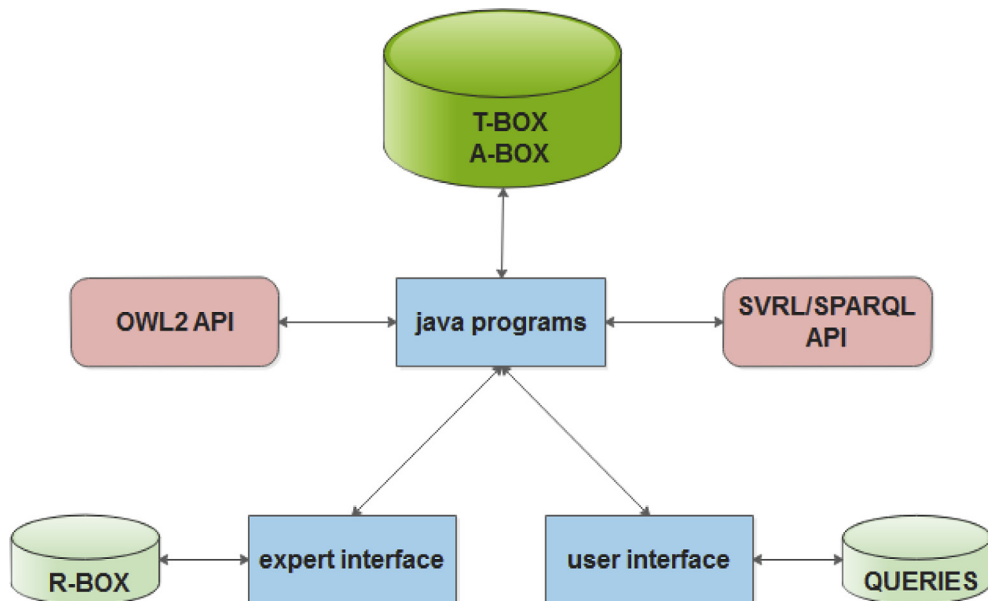 T-BOX
A-BOX
OWL2 API
java programs
SVRL/SPARQL
API
expert interface
user interface
R-BOX
QUERIES